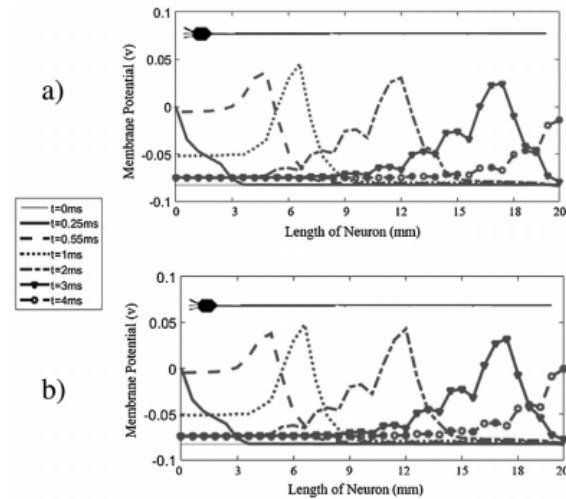 a)
Membrane Potential (v)
0.1
0.05
0
-0.05
-0.1
0 3 6 9 12 15 18 20
Length of Neuron (mm)
t=0ms
t=0.25ms
t=0.55ms
t=1ms
t=2ms
t=3ms
t=4ms
b)
Membrane Potential (v)
0.1
0.05
0
-0.05
-0.1
0 3 6 9 12 15 18 20
Length of Neuron (mm)